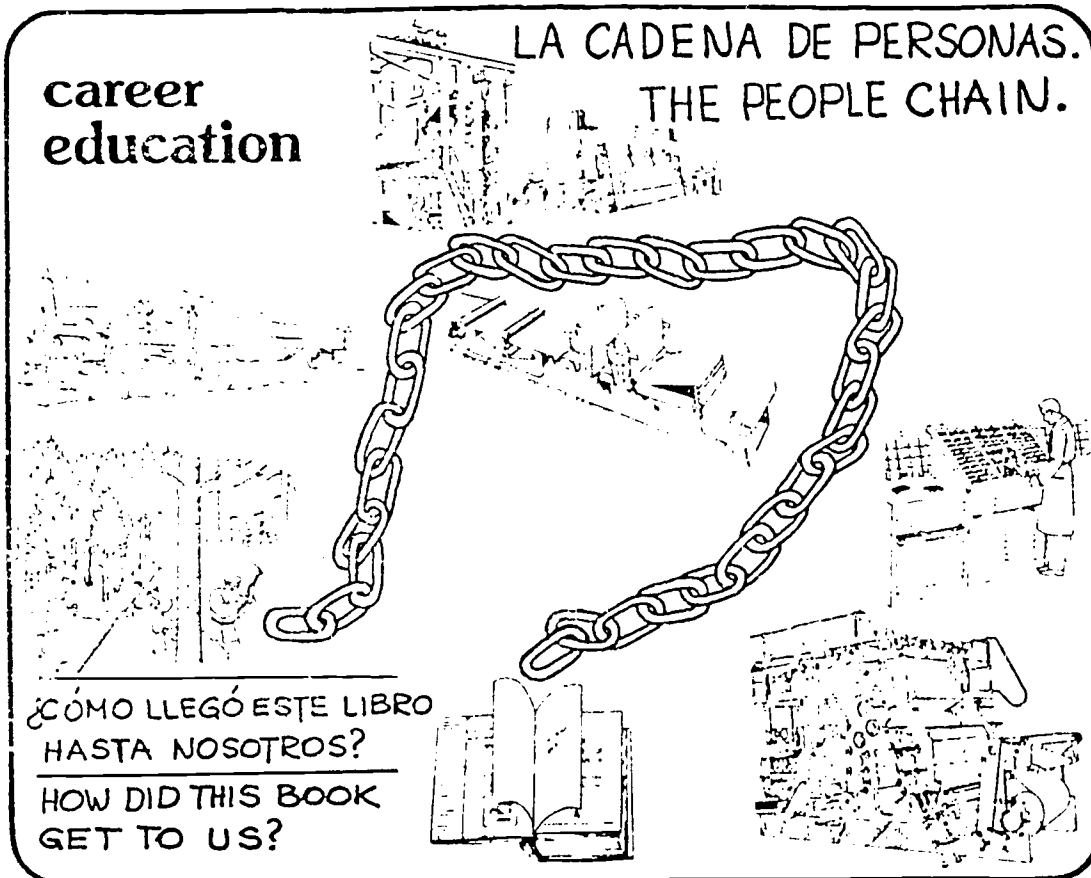 career
education
LA CADENA DE PERSONAS.
THE PEOPLE CHAIN.
¿CÓMO LLEGÓ ESTE LIBRO
HASTA NOSOTROS?
HOW DID THIS BOOK
GET TO US?